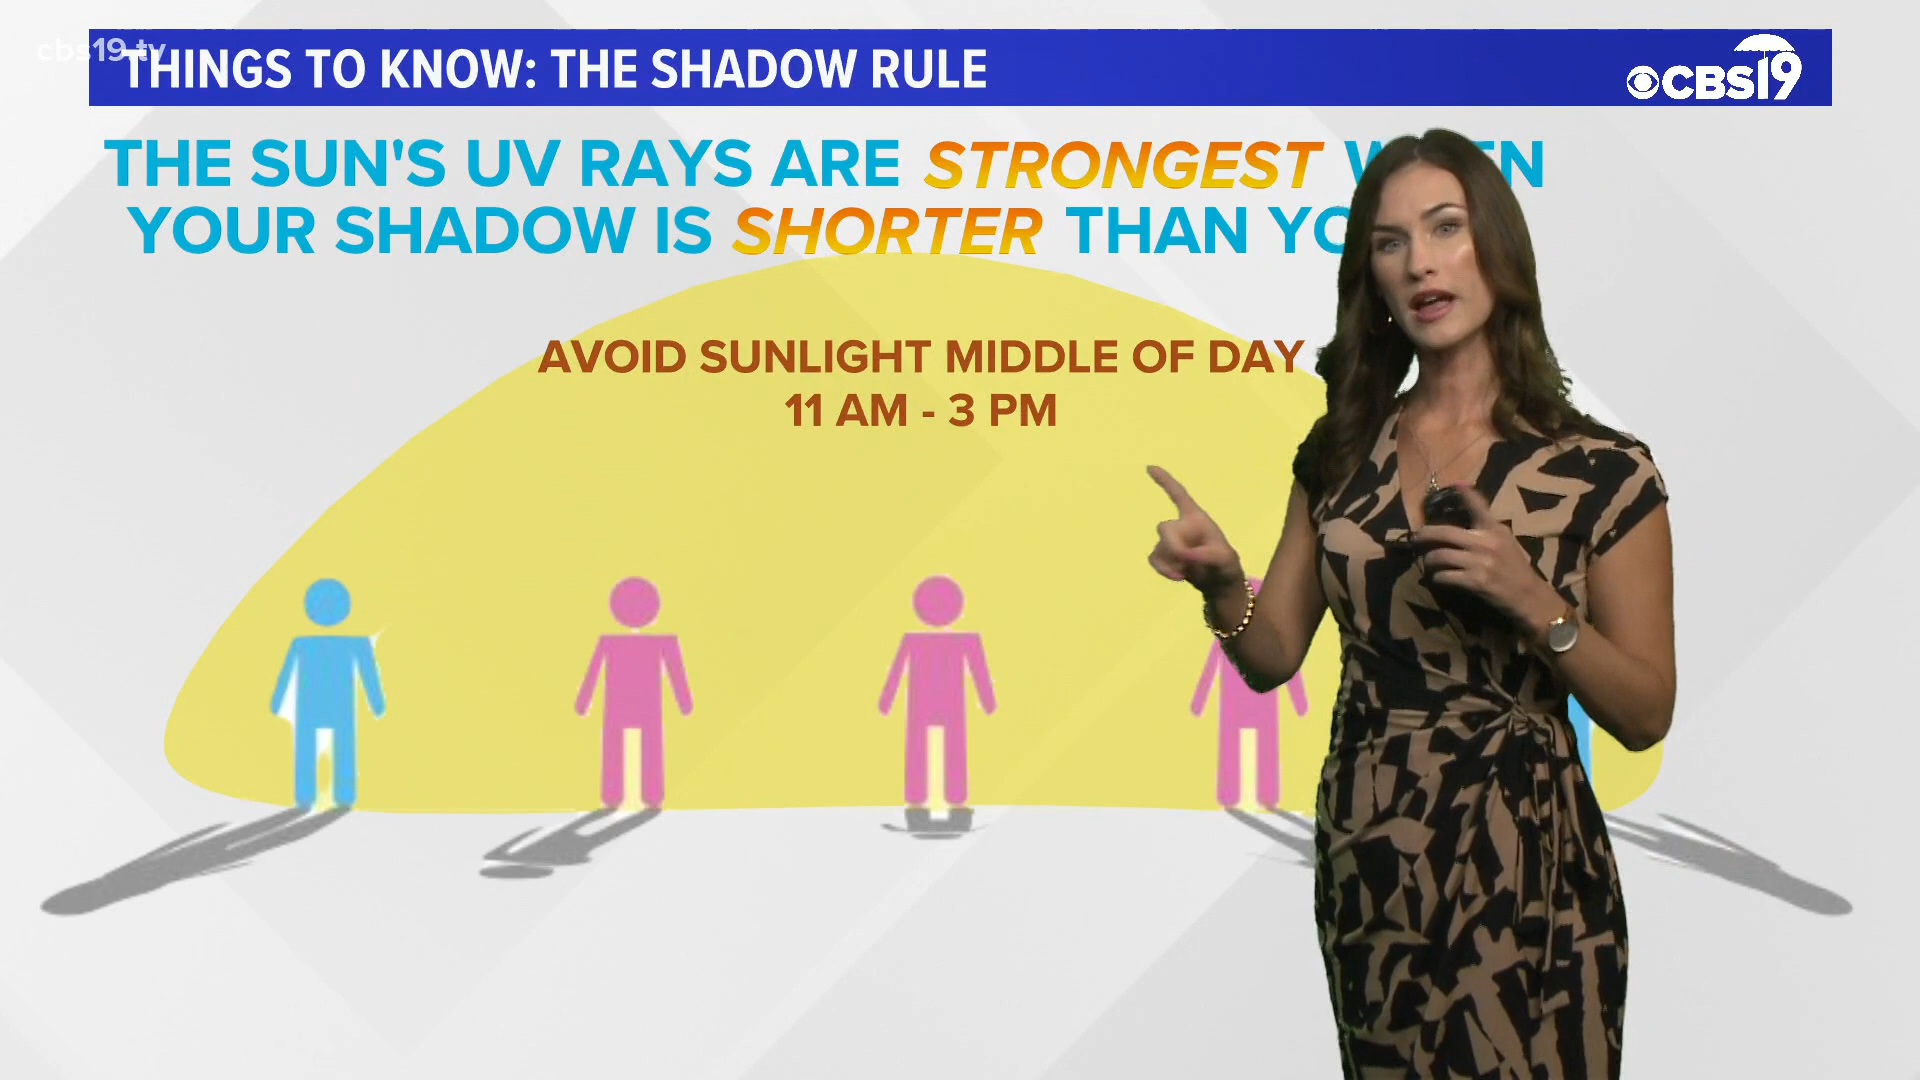 cbs19.tv
THINGS TO KNOW: THE SHADOW RULE
CBS19
THE SUN'S UV RAYS ARE STRONGEST
YOUR SHADOW IS SHORTER THAN
AVOID SUNLIGHT MIDDLE OF DAY
11 AM - 3 PM